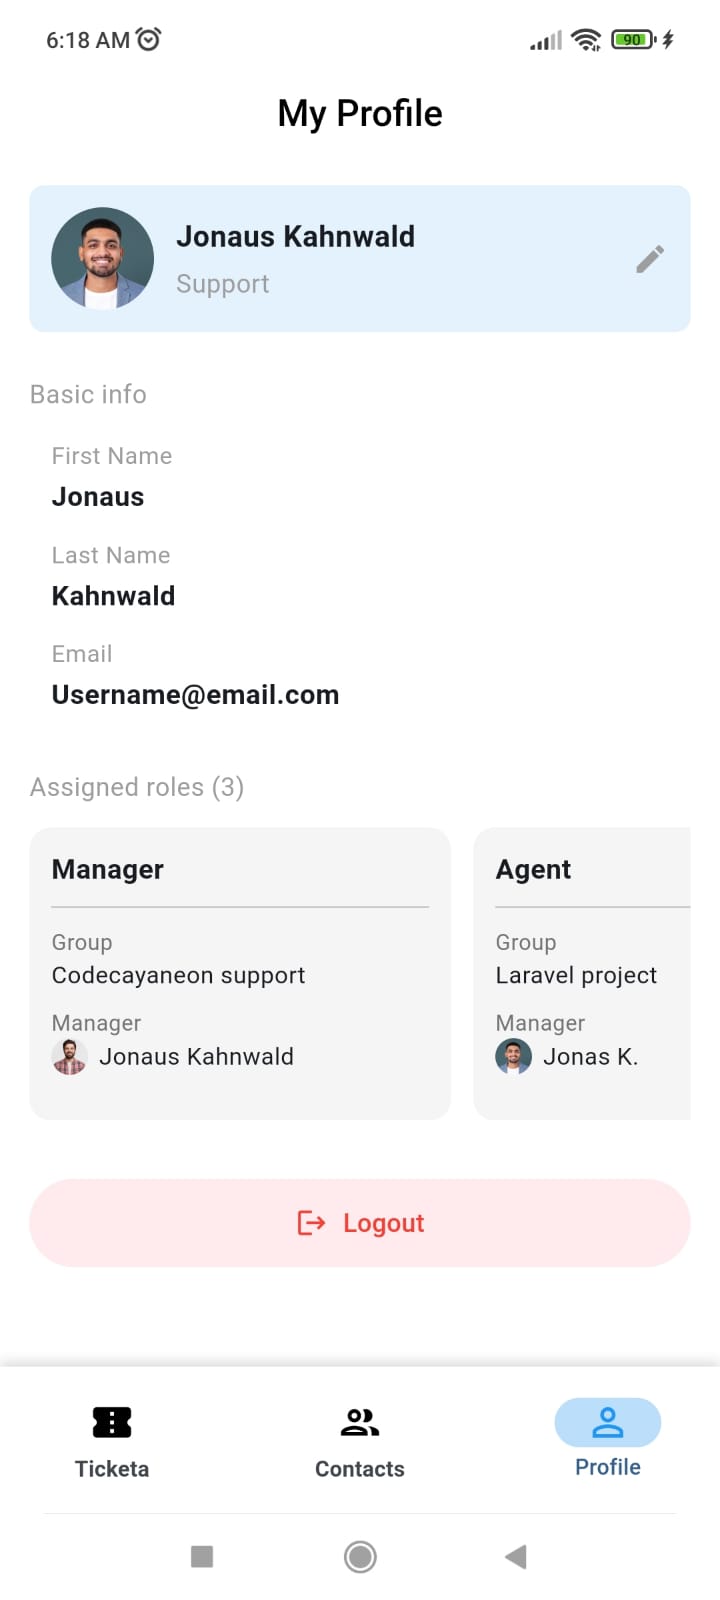 6:18 AM
90
My Profile
Jonaus Kahnwald
Support
Basic info
First Name
Jonaus
Last Name
Kahnwald
Email
Username@email.com
Assigned roles (3)
Manager
Group
Codecayaneon support
Manager
Jonaus Kahnwald
Agent
Group
Laravel project
Manager
Jonas K.
Logout
Ticketa
Contacts
Profile